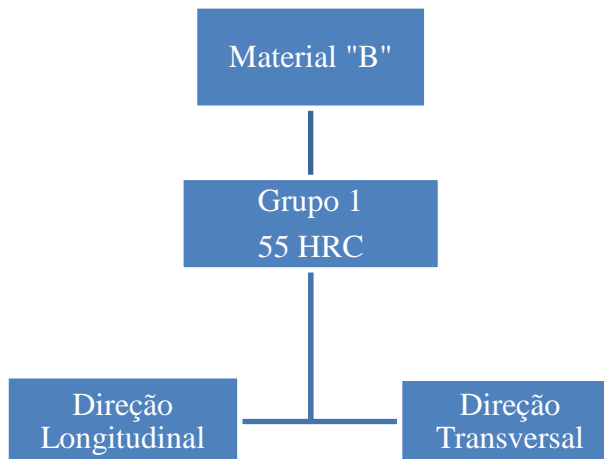 Material "B"
Grupo 1
55 HRC
Direção
Longitudinal
Direção
Transversal